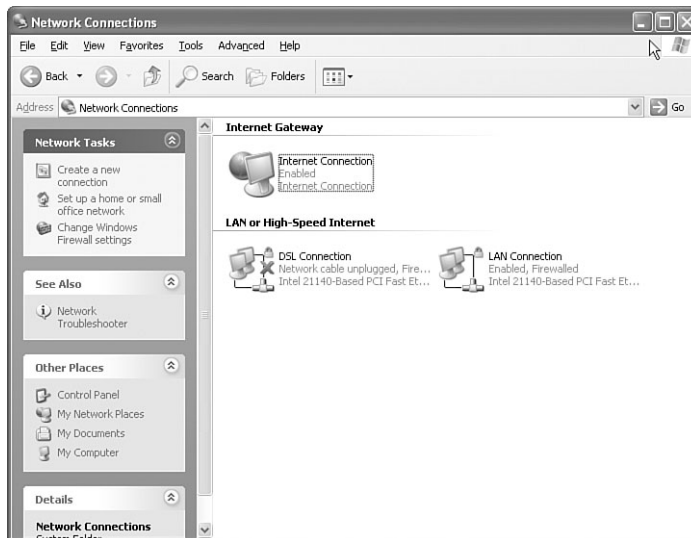 Network Connections
File Edit View Favorites Tools Advanced Help
Back Search Folders
Address Network Connections Go
Network Tasks
Create a new
connection
Set up a home or small
office network
Change Windows
Firewall settings
See Also
Network
Troubleshooter
Other Places
Control Panel
My Network Places
My Documents
My Computer
Details
Network Connections
System Folder
Internet Gateway
Internet Connection
Enabled
Internet Connection
LAN or High-Speed Internet
DSL Connection
Network cable unplugged, Fire...
Intel 21140-Based PCI Fast Et...
LAN Connection
Enabled, Firewalled
Intel 21140-Based PCI Fast Et...